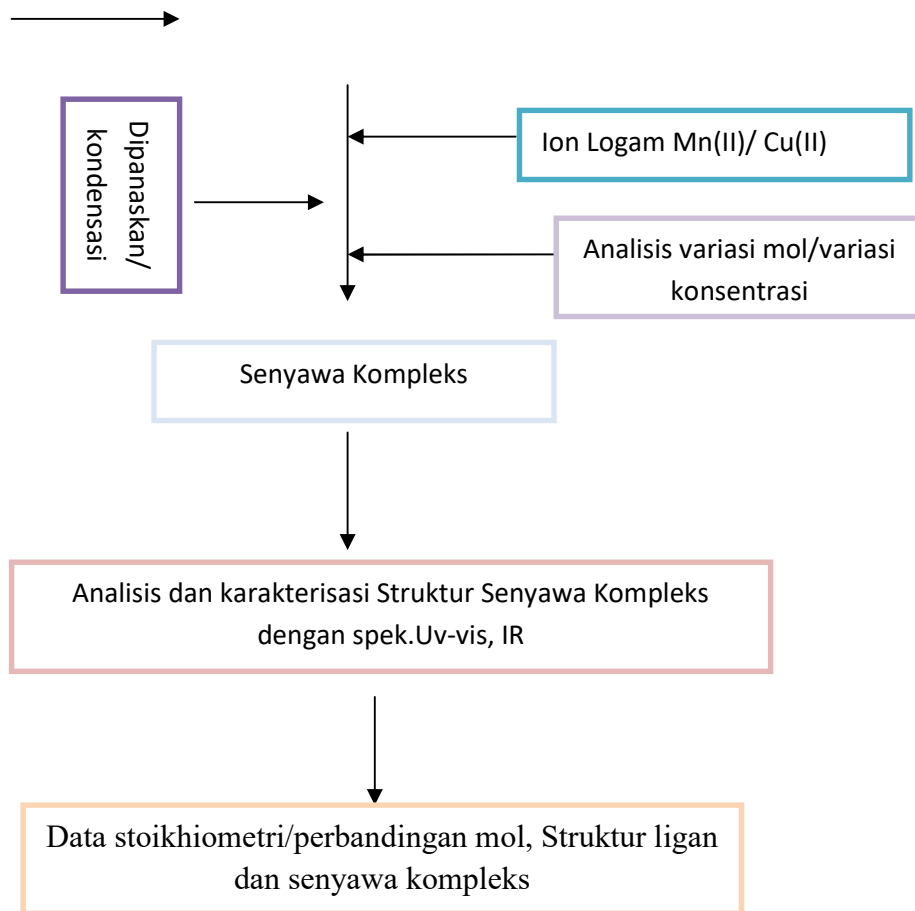 Dipanaskan/
kondensasi
Ion Logam Mn(II)/ Cu(II)
Analisis variasi mol/variasi
konsentrasi
Senyawa Kompleks
Analisis dan karakterisasi Struktur Senyawa Kompleks
dengan spek.Uv-vis, IR
Data stoikhiometri/perbandingan mol, Struktur ligan
dan senyawa kompleks